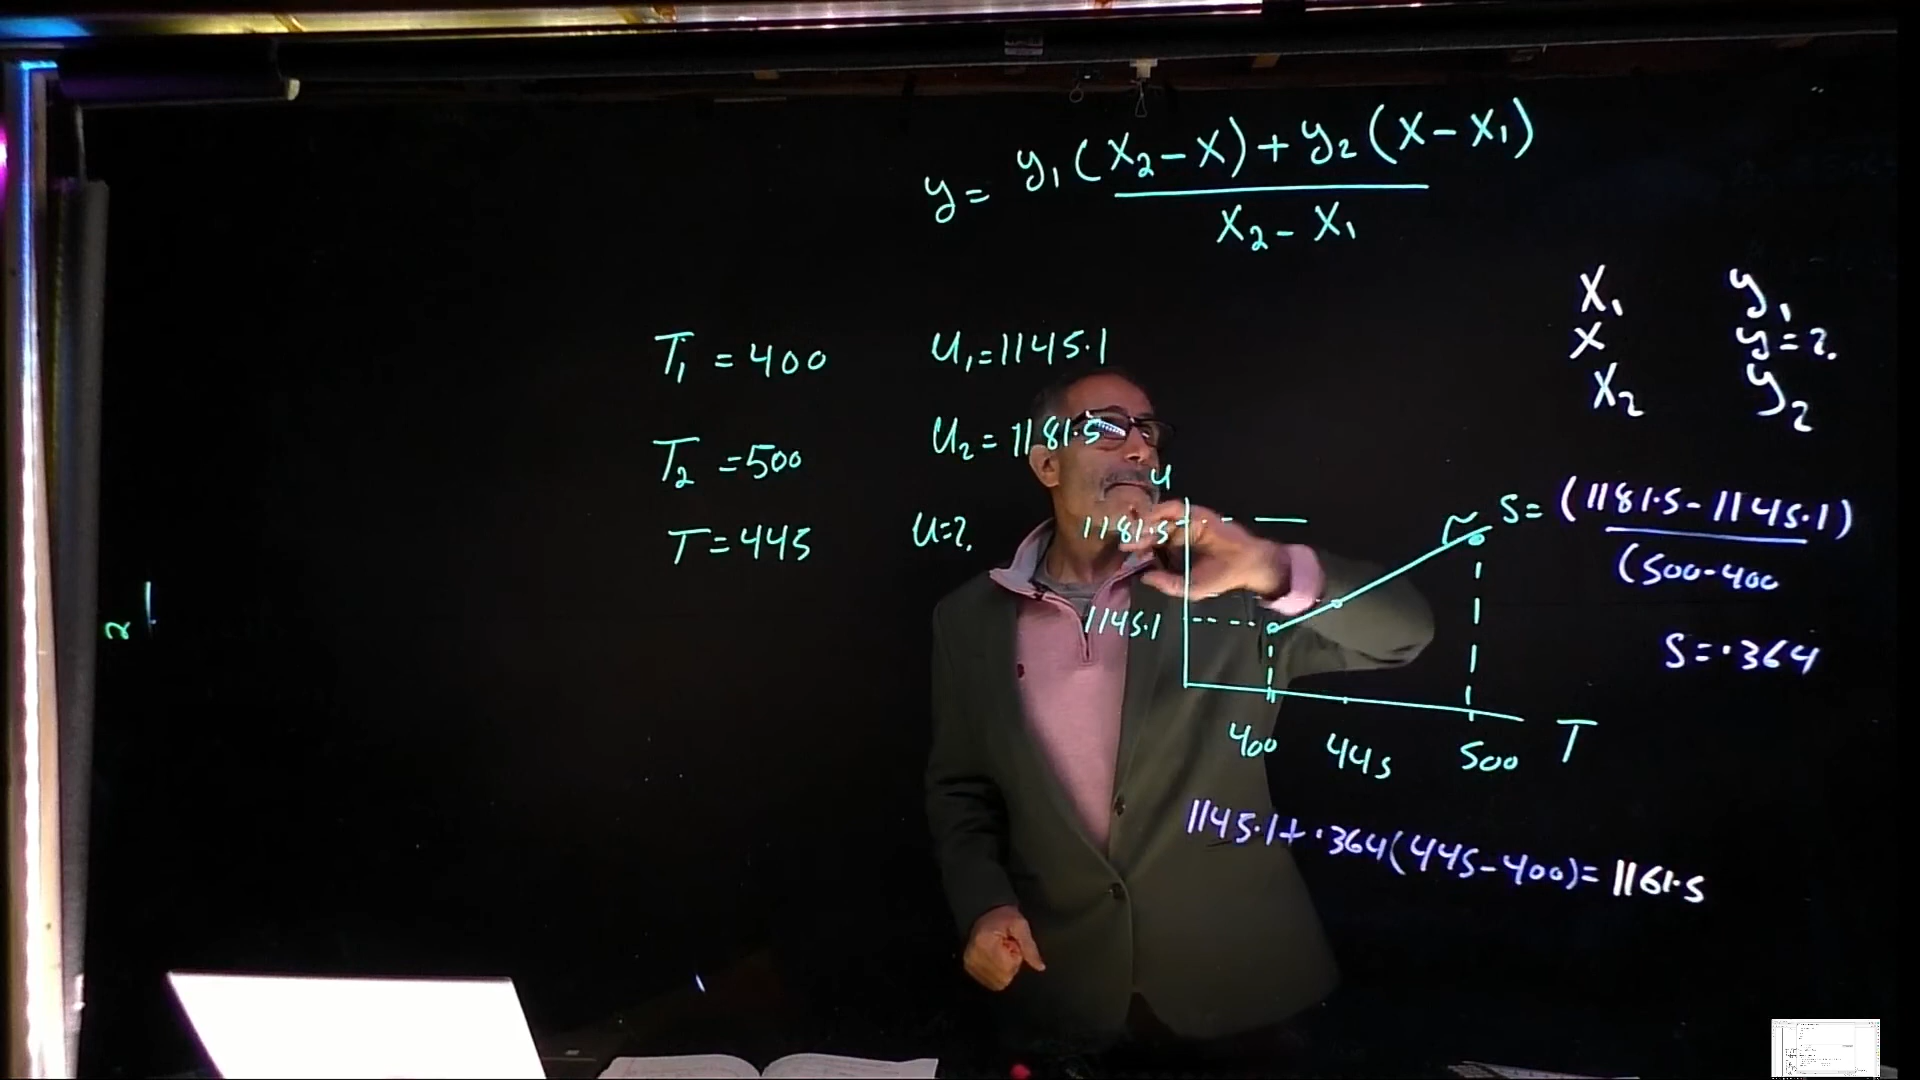 y = y₁(x₂-x)+y₂(x-x₁)
x₂-x₁
x₁ y₁
x y=?
x₂ y₂
T₁ =400 u₁=1145.1
T₂ =500 u₂=1181.5
T=445 u=?
u
1181.5
1145.1
400 445 500 T
S= (1181.5-1145.1)
(500-400
S=.364
1145.1+.364(445-400)=1161.5